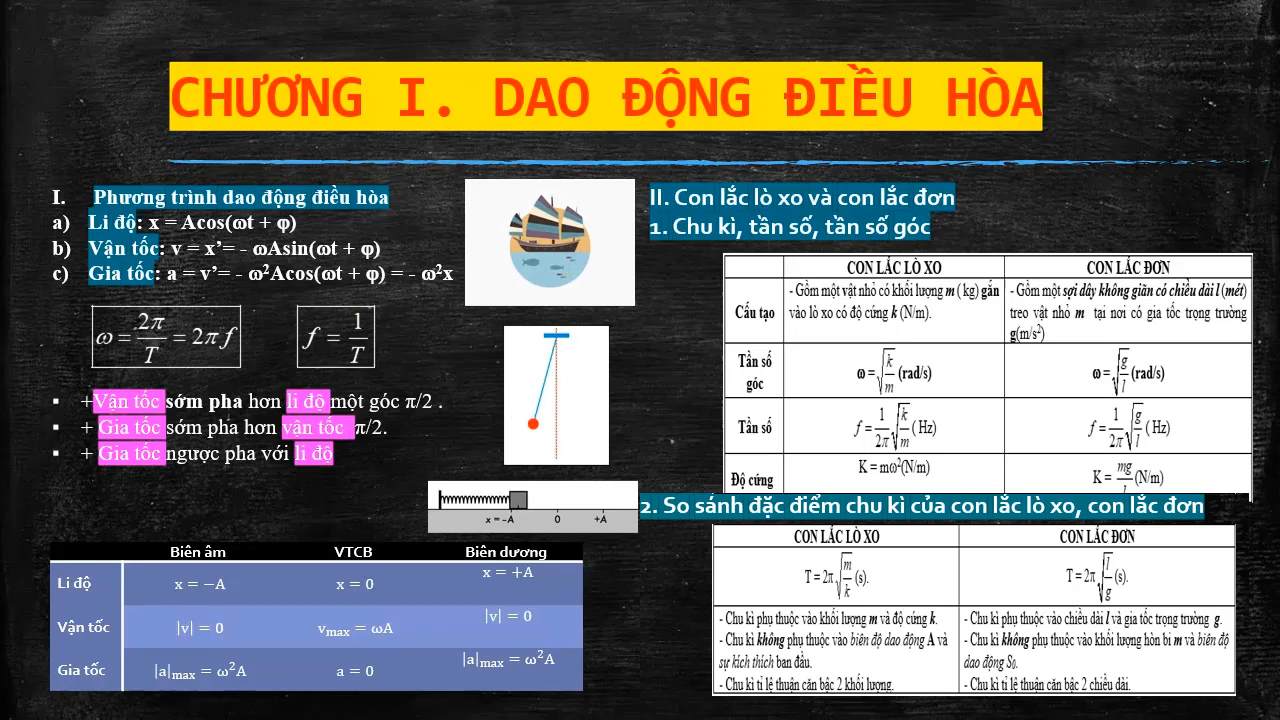 CHƯƠNG I. DAO ĐỘNG ĐIỀU HÒA
I. Phương trình dao động điều hòa
a) Li độ: x = Acos(ωt + φ)
b) Vận tốc: v = x’= - ωAsin(ωt + φ)
c) Gia tốc: a = v’= - ω²Acos(ωt + φ) = - ω²x
ω = 2π/T = 2πf
f = 1/T
▪ +Vận tốc sớm pha hơn li độ một góc π/2 .
▪ + Gia tốc sớm pha hơn vận tốc π/2.
▪ + Gia tốc ngược pha với li độ
x = -A 0 +A
Biên âm VTCB Biên dương
Li độ x = −A x = 0 x = +A
Vận tốc |v| = 0 vmax = ωA |v| = 0
Gia tốc |a|max = ω²A a = 0 |a|max = ω²A
II. Con lắc lò xo và con lắc đơn
1. Chu kì, tần số, tần số góc
CON LẮC LÒ XO CON LẮC ĐƠN
Cấu tạo
- Gồm một vật nhỏ có khối lượng m ( kg) gắn
vào lò xo có độ cứng k (N/m).
- Gồm một sợi dây không giãn có chiều dài l (mét)
treo vật nhỏ m tại nơi có gia tốc trọng trường
g(m/s²)
Tần số
góc
ω = √(k/m) (rad/s)
ω = √(g/l) (rad/s)
Tần số
f = 1/2π √(k/m) ( Hz)
f = 1/2π √(g/l) ( Hz)
Độ cứng
K = mω²(N/m)
K = mg (N/m)
2. So sánh đặc điểm chu kì của con lắc lò xo, con lắc đơn
CON LẮC LÒ XO CON LẮC ĐƠN
T = 2π √(m/k) (s).
T = 2π √(l/g) (s).
- Chu kì phụ thuộc vào khối lượng m và độ cứng k.
- Chu kì không phụ thuộc vào biên độ dao động A và
sự kích thích ban đầu.
- Chu kì tỉ lệ thuận căn bậc 2 khối lượng.
- Chu kì phụ thuộc vào chiều dài l và gia tốc trọng trường g.
- Chu kì không phụ thuộc vào khối lượng hòn bi m và biên độ
dao động S₀.
- Chu kì tỉ lệ thuận căn bậc 2 chiều dài.